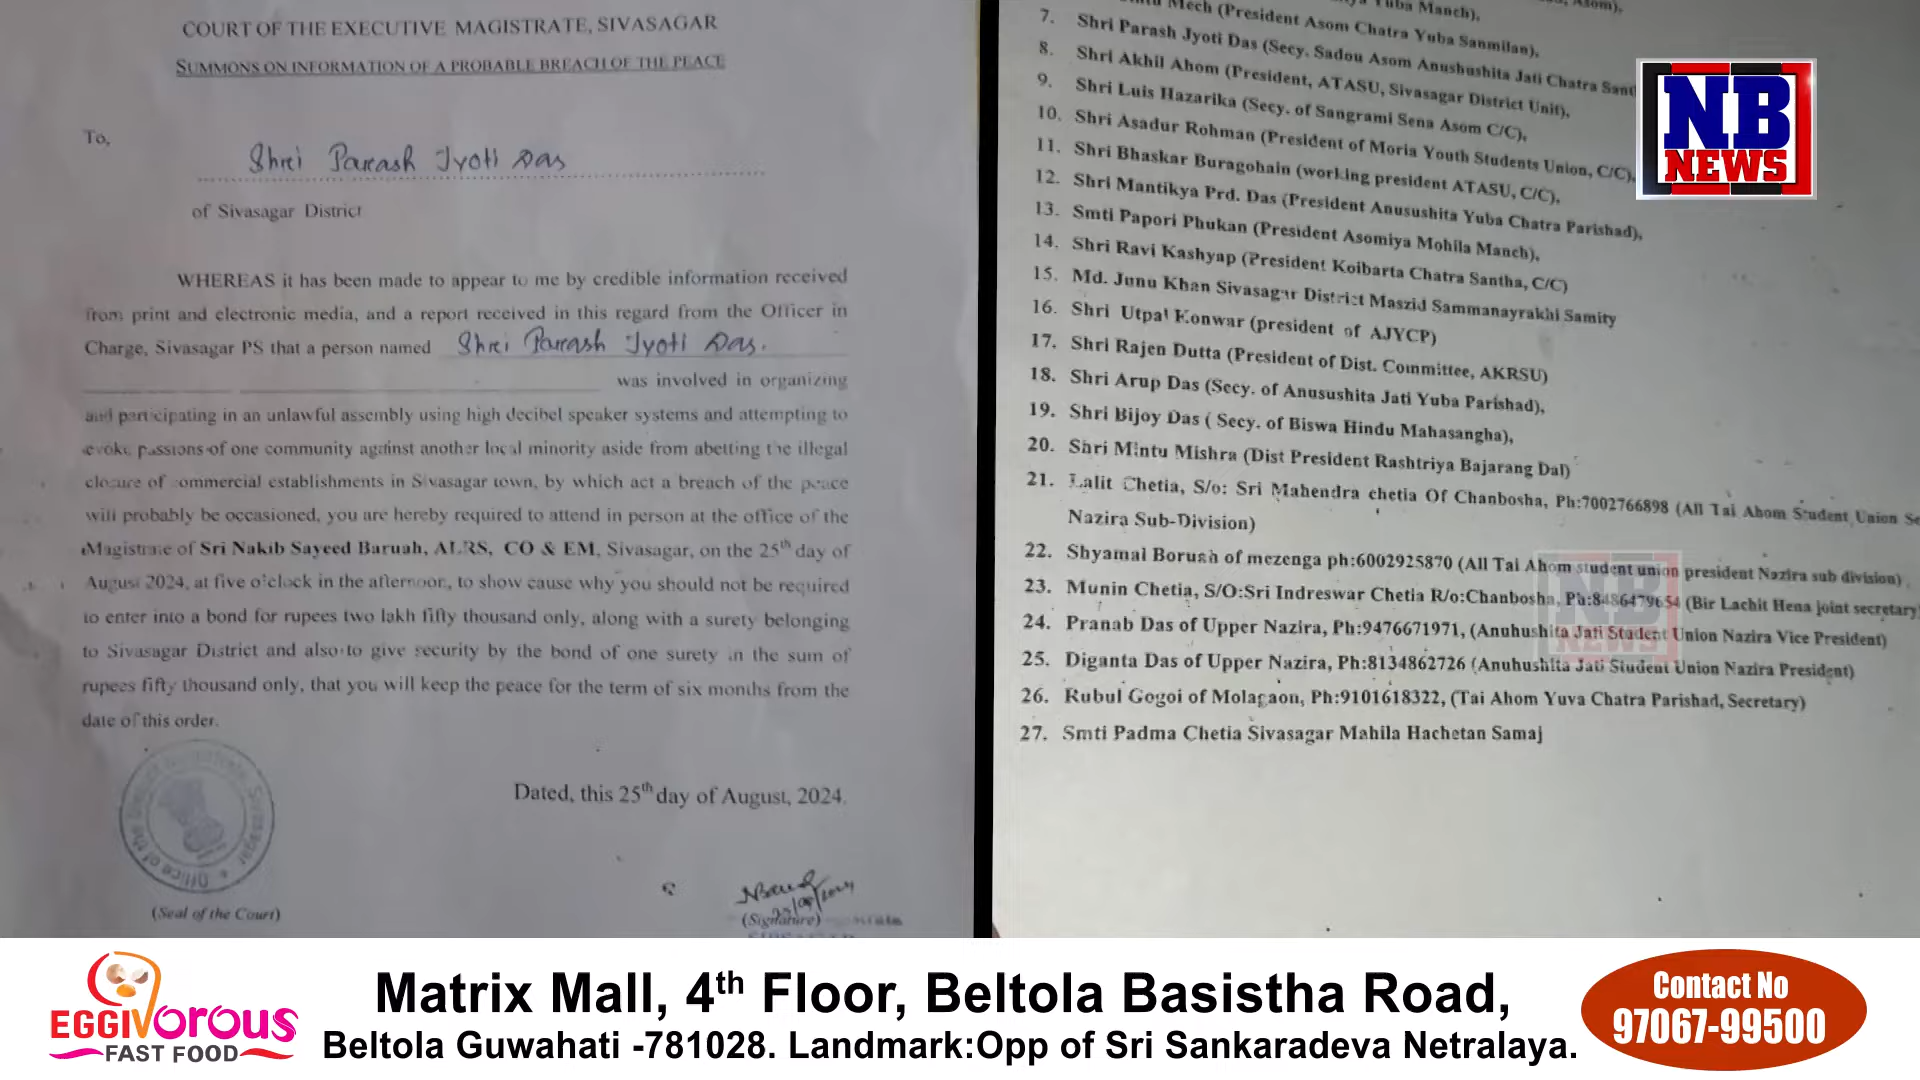 COURT OF THE EXECUTIVE MAGISTRATE, SIVASAGAR
SUMMONS ON INFORMATION OF A PROBABLE BREACH OF THE PEACE
To,
Shri Parash Jyoti Das
of Sivasagar District
WHEREAS it has been made to appear to me by credible information received
from print and electronic media, and a report received in this regard from the Officer in
Charge, Sivasagar PS that a person named Shri Parash Jyoti Das.
was involved in organizing
and participating in an unlawful assembly using high decibel speaker systems and attempting to
evoke passions of one community against another local minority aside from abetting the illegal
closure of commercial establishments in Sivasagar town, by which act a breach of the peace
will probably be occasioned, you are hereby required to attend in person at the office of the
Magistrate of Sri Nakib Sayeed Baruah, ALRS, CO & EM, Sivasagar, on the 25th day of
August 2024, at five o'clock in the afternoon, to show cause why you should not be required
to enter into a bond for rupees two lakh fifty thousand only, along with a surety belonging
to Sivasagar District and also to give security by the bond of one surety in the sum of
rupees fifty thousand only, that you will keep the peace for the term of six months from the
date of this order.
Dated, this 25th day of August, 2024.
(Seal of the Court)
(Signature)
Mech (President Asom Chatra Yuba Sanmilan),
7. Shri Parash Jyoti Das (Secy. Sadou Asom Anushushita Jati Chatra Sant
8. Shri Akhil Ahom (President, ATASU, Sivasagar District Unit),
9. Shri Luis Hazarika (Secy. of Sangrami Sena Asom C/C),
10. Shri Asadur Rohman (President of Moria Youth Students Union, C/C),
11. Shri Bhaskar Buragohain (working president ATASU, C/C),
12. Shri Mantikya Prd. Das (President Anusushita Yuba Chatra Parishad),
13. Smti Papori Phukan (President Asomiya Mohila Manch),
14. Shri Ravi Kashyap (President Koibarta Chatra Santha, C/C)
15. Md. Junu Khan Sivasagar District Maszid Sammanayrakhi Samity
16. Shri Utpal Konwar (president of AJYCP)
17. Shri Rajen Dutta (President of Dist. Committee, AKRSU)
18. Shri Arup Das (Secy. of Anusushita Jati Yuba Parishad),
19. Shri Bijoy Das ( Secy. of Biswa Hindu Mahasangha),
20. Shri Mintu Mishra (Dist President Rashtriya Bajarang Dal)
21. Lalit Chetia, S/o: Sri Mahendra chetia Of Chanbosha, Ph:7002766898 (All Tai Ahom Student Union Se
Nazira Sub-Division)
22. Shyamal Boruah of mezenga ph:6002925870 (All Tai Ahom student union president Nazira sub division)
23. Munin Chetia, S/O:Sri Indreswar Chetia R/o:Chanbosha, Ph:8486479654 (Bir Lachit Hena joint secretary)
24. Pranab Das of Upper Nazira, Ph:9476671971, (Anuhushita Jati Student Union Nazira Vice President)
25. Diganta Das of Upper Nazira, Ph:8134862726 (Anuhushita Jati Student Union Nazira President)
26. Rubul Gogoi of Molagaon, Ph:9101618322, (Tai Ahom Yuva Chatra Parishad, Secretary)
27. Smti Padma Chetia Sivasagar Mahila Hachetan Samaj
NB
NEWS
NB
NEWS
EGGIVOROUS
FAST FOOD
Matrix Mall, 4th Floor, Beltola Basistha Road,
Beltola Guwahati -781028. Landmark:Opp of Sri Sankaradeva Netralaya.
Contact No
97067-99500